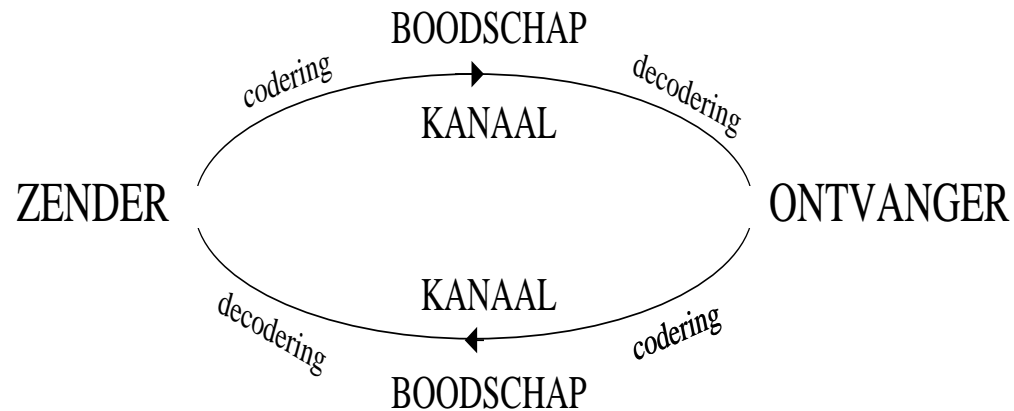 BOODSCHAP
codering
decodering
KANAAL
ZENDER
ONTVANGER
KANAAL
decodering
codering
BOODSCHAP